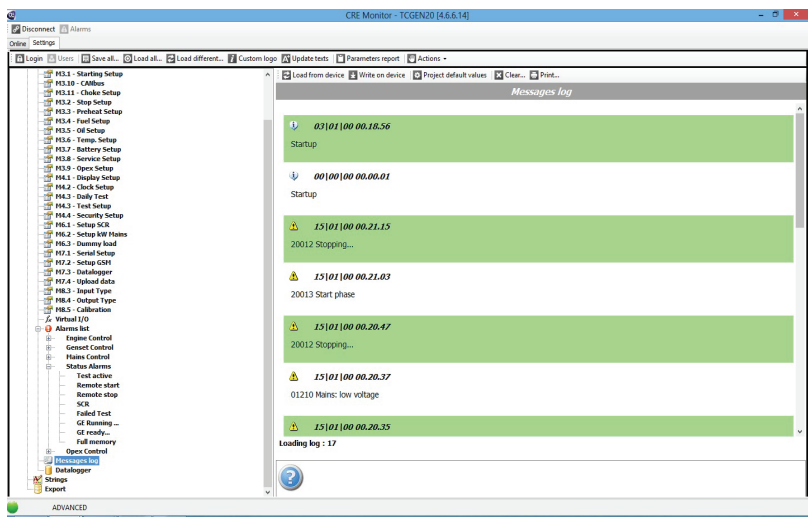 CRE Monitor - TCGEN20 [4.6.6.14]
Disconnect Alarms
Online Settings
Login Users Save all... Load all... Load different... Custom logo Update texts Parameters report Actions
M3.1 - Starting Setup
M3.10 - CANbus
M3.11 - Choke Setup
M3.2 - Stop Setup
M3.3 - Preheat Setup
M3.4 - Fuel Setup
M3.5 - Oil Setup
M3.6 - Temp. Setup
M3.7 - Battery Setup
M3.8 - Service Setup
M3.9 - Opex Setup
M4.1 - Display Setup
M4.2 - Clock Setup
M4.3 - Daily Test
M4.3 - Test Setup
M4.4 - Security Setup
M6.1 - Setup SCR
M6.2 - Setup kW Mains
M6.3 - Dummy load
M7.1 - Serial Setup
M7.2 - Setup GSM
M7.3 - Datalogger
M7.4 - Upload data
M8.3 - Input Type
M8.4 - Output Type
M8.5 - Calibration
fx Virtual I/O
Alarms list
Engine Control
Genset Control
Mains Control
Status Alarms
Test active
Remote start
Remote stop
SCR
Failed Test
GE Running ...
GE ready...
Full memory
Opex Control
Messages log
Datalogger
Strings
Export
Load from device Write on device Project default values Clear... Print...
Messages log
03|01|00 00.18.56
Startup
00|00|00 00.00.01
Startup
15|01|00 00.21.15
20012 Stopping...
15|01|00 00.21.03
20013 Start phase
15|01|00 00.20.47
20012 Stopping...
15|01|00 00.20.37
01210 Mains: low voltage
15|01|00 00.20.35
Loading log : 17
ADVANCED